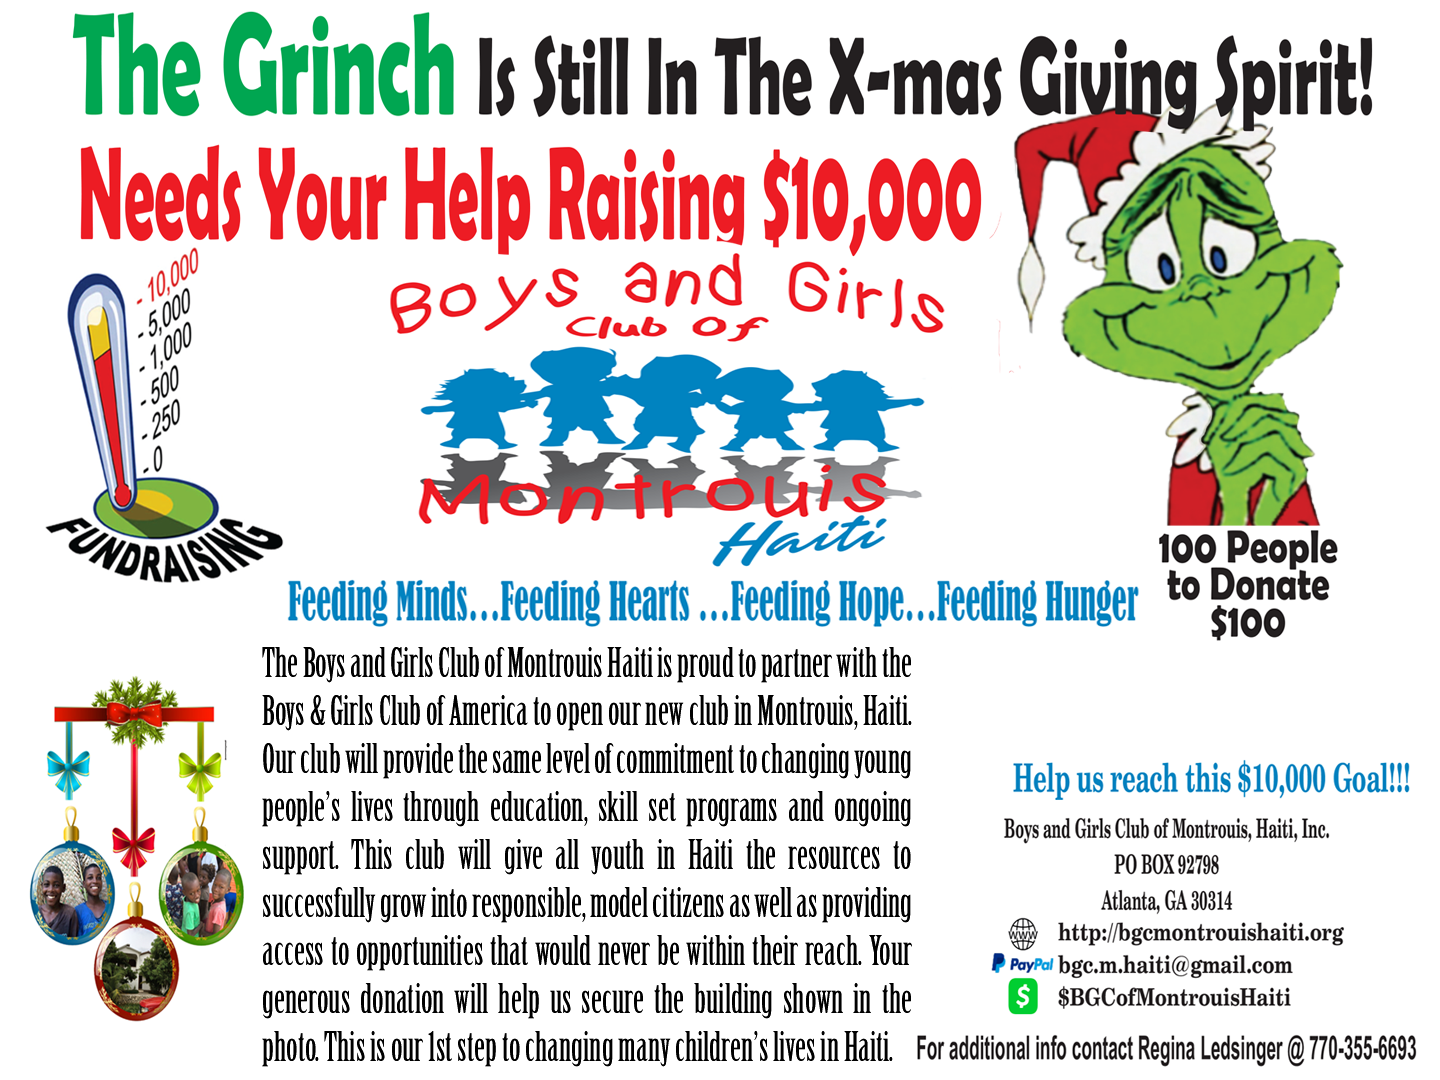 The Grinch Is Still In The X-mas Giving Spirit!
Needs Your Help Raising $10,000
- 10,000
- 5,000
- 1,000
- 500
- 250
- 0
FUNDRAISING
Boys and Girls
Club Of
Montrouis
Haiti
100 People
to Donate
$100
Feeding Minds...Feeding Hearts ...Feeding Hope...Feeding Hunger
The Boys and Girls Club of Montrouis Haiti is proud to partner with the
Boys & Girls Club of America to open our new club in Montrouis, Haiti.
Our club will provide the same level of commitment to changing young
people's lives through education, skill set programs and ongoing
support. This club will give all youth in Haiti the resources to
successfully grow into responsible, model citizens as well as providing
access to opportunities that would never be within their reach. Your
generous donation will help us secure the building shown in the
photo. This is our 1st step to changing many children's lives in Haiti.
Help us reach this $10,000 Goal!!!
Boys and Girls Club of Montrouis, Haiti, Inc.
PO BOX 92798
Atlanta, GA 30314
WWW http://bgcmontrouishaiti.org
PayPal bgc.m.haiti@gmail.com
$ $BGCofMontrouisHaiti
For additional info contact Regina Ledsinger @ 770-355-6693